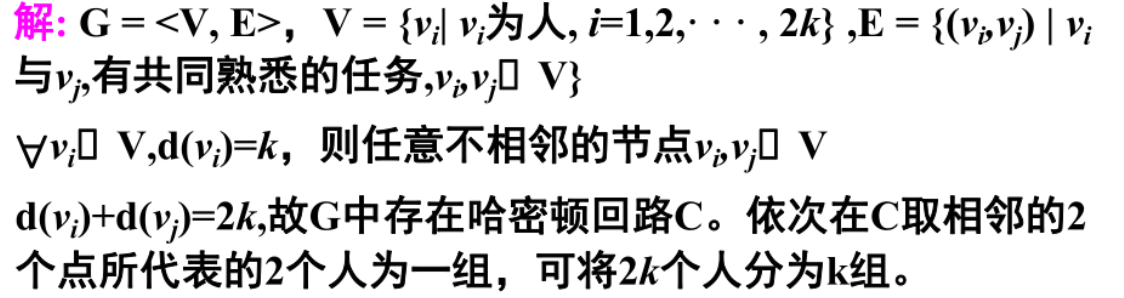 解: G = <V, E>，V = {vi| vi为人, i=1,2,· · · , 2k} ,E = {(vi,vj) | vi
与vj,有共同熟悉的任务,vi,vj▯ V}
∀vi▯ V,d(vi)=k，则任意不相邻的节点vi,vj▯ V
d(vi)+d(vj)=2k,故G中存在哈密顿回路C。依次在C取相邻的2
个点所代表的2个人为一组，可将2k个人分为k组。